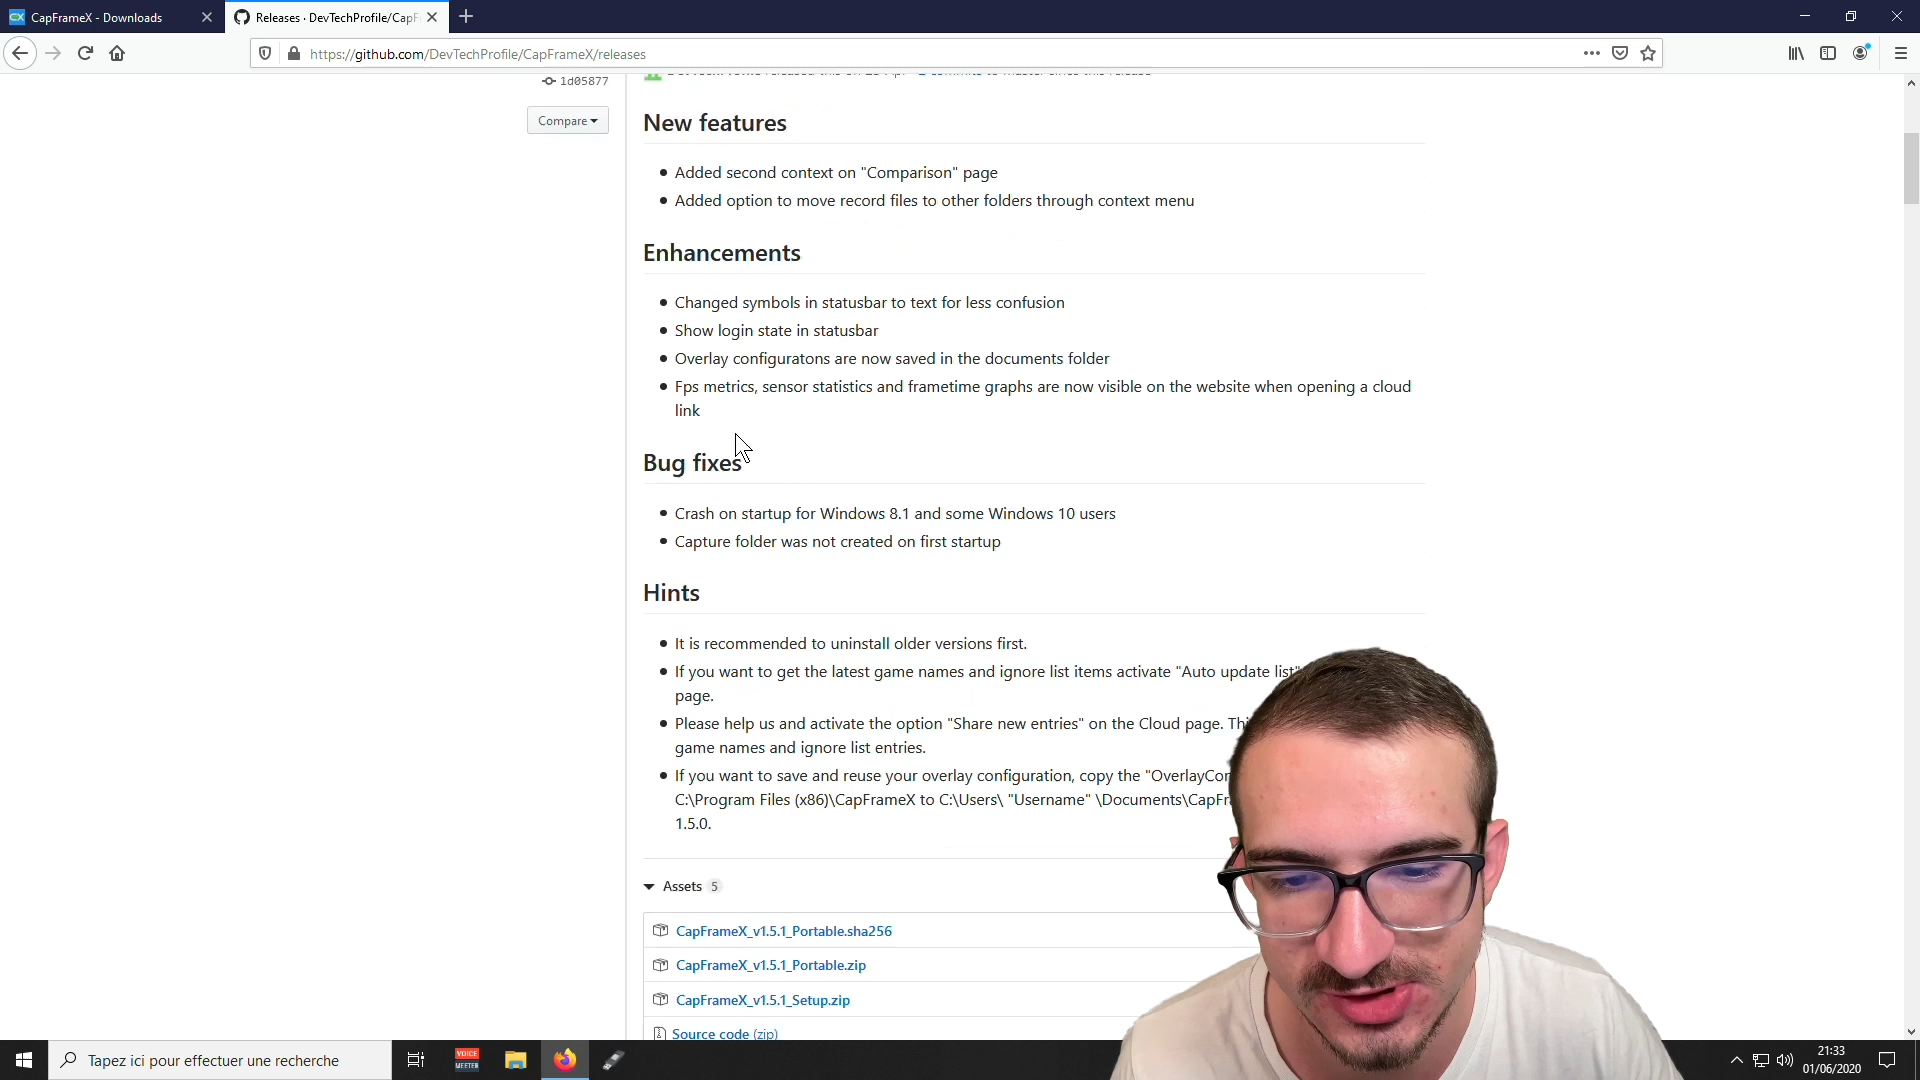 CapFrameX - Downloads
Releases · DevTechProfile/CapF
https://github.com/DevTechProfile/CapFrameX/releases
1d05877
Compare
New features
Added second context on "Comparison" page
Added option to move record files to other folders through context menu
Enhancements
Changed symbols in statusbar to text for less confusion
Show login state in statusbar
Overlay configuratons are now saved in the documents folder
Fps metrics, sensor statistics and frametime graphs are now visible on the website when opening a cloud
link
Bug fixes
Crash on startup for Windows 8.1 and some Windows 10 users
Capture folder was not created on first startup
Hints
It is recommended to uninstall older versions first.
If you want to get the latest game names and ignore list items activate "Auto update list"
page.
Please help us and activate the option "Share new entries" on the Cloud page.
game names and ignore list entries.
If you want to save and reuse your overlay configuration, copy the
C:\Program Files (x86)\CapFrameX to C:\Users\ "Username"
1.5.0.
Assets 5
CapFrameX_v1.5.1_Portable.sha256
CapFrameX_v1.5.1_Portable.zip
CapFrameX_v1.5.1_Setup.zip
Source code (zip)
Tapez ici pour effectuer une recherche
VOICE
MEETER
21:33
01/06/2020